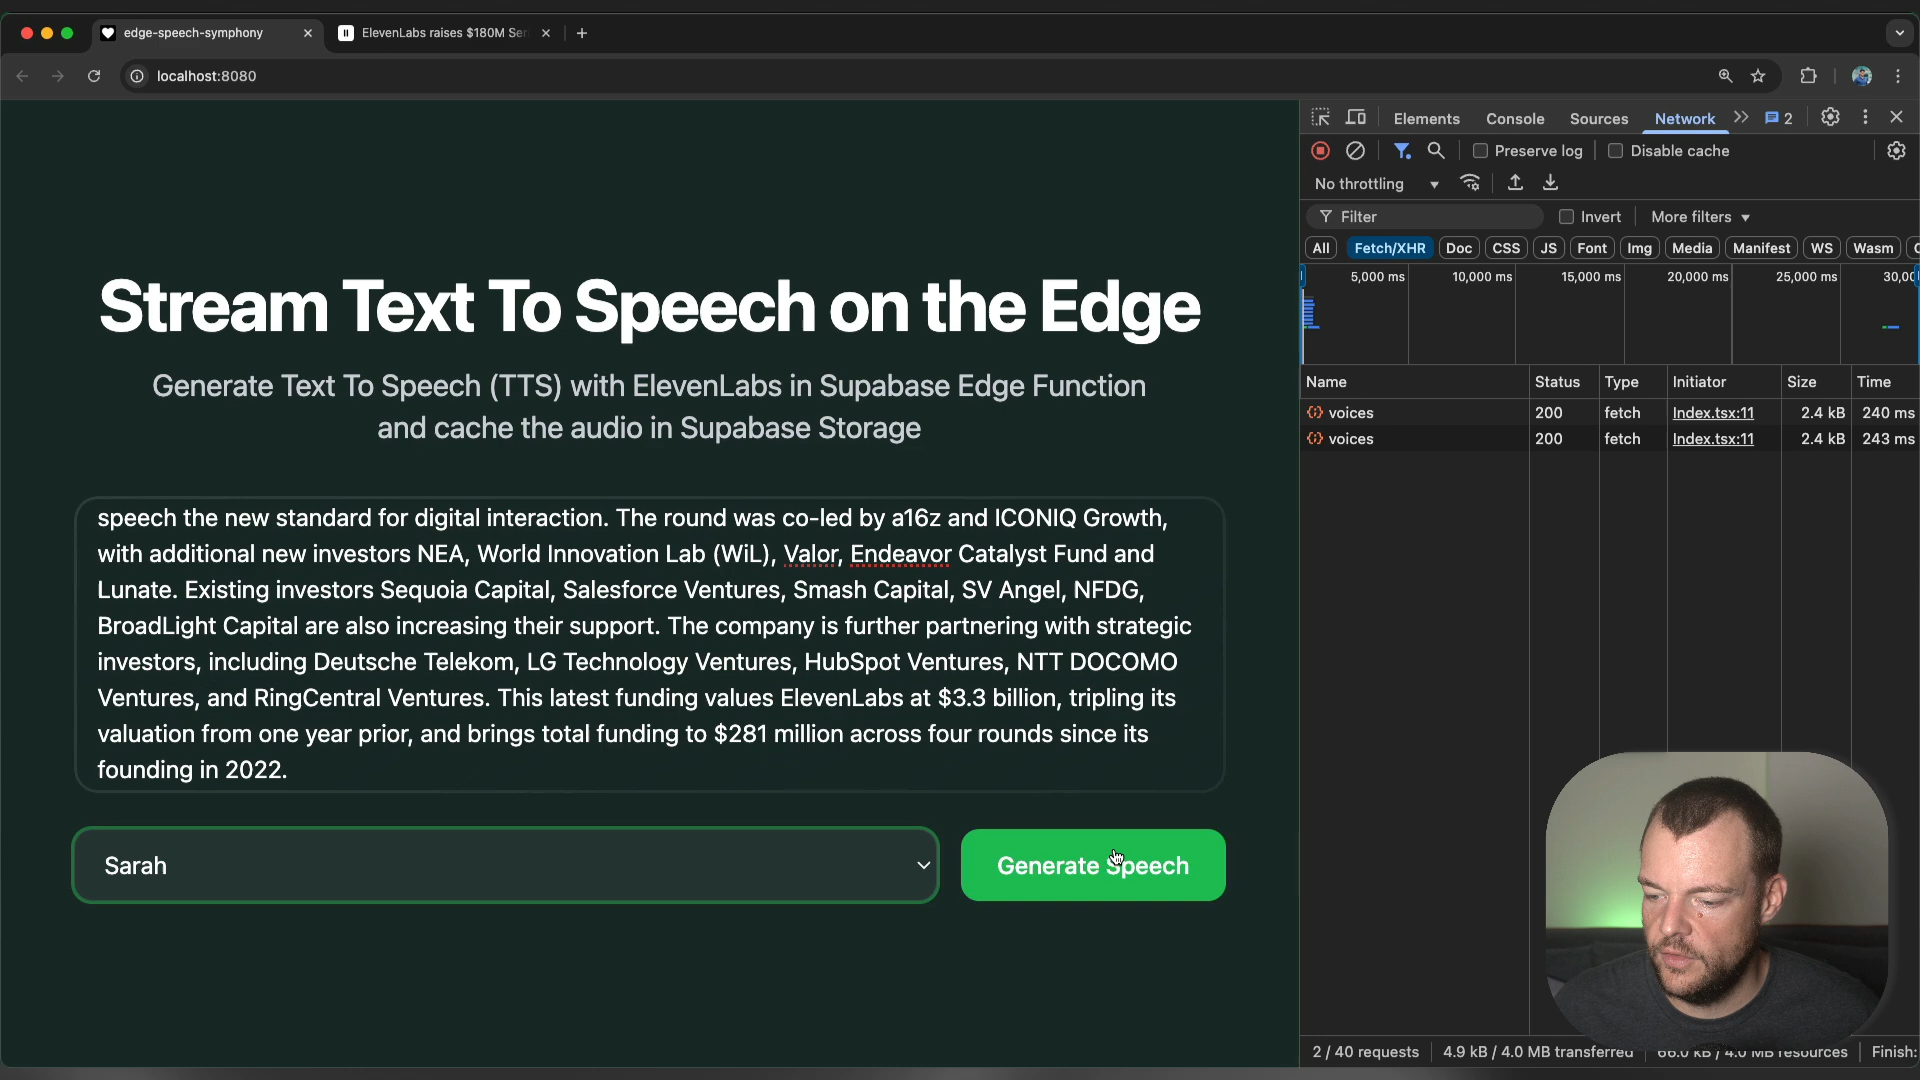 edge-speech-symphony
ElevenLabs raises $180M Ser
localhost:8080
Stream Text To Speech on the Edge
Generate Text To Speech (TTS) with ElevenLabs in Supabase Edge Function
and cache the audio in Supabase Storage
speech the new standard for digital interaction. The round was co-led by a16z and ICONIQ Growth,
with additional new investors NEA, World Innovation Lab (WiL), Valor, Endeavor Catalyst Fund and
Lunate. Existing investors Sequoia Capital, Salesforce Ventures, Smash Capital, SV Angel, NFDG,
BroadLight Capital are also increasing their support. The company is further partnering with strategic
investors, including Deutsche Telekom, LG Technology Ventures, HubSpot Ventures, NTT DOCOMO
Ventures, and RingCentral Ventures. This latest funding values ElevenLabs at $3.3 billion, tripling its
valuation from one year prior, and brings total funding to $281 million across four rounds since its
founding in 2022.
Sarah
Generate Speech
Elements Console Sources Network 2
Preserve log Disable cache
No throttling
Filter Invert More filters
All Fetch/XHR Doc CSS JS Font Img Media Manifest WS Wasm
5,000 ms 10,000 ms 15,000 ms 20,000 ms 25,000 ms 30,00
Name Status Type Initiator Size Time
voices 200 fetch Index.tsx:11 2.4 kB 240 ms
voices 200 fetch Index.tsx:11 2.4 kB 243 ms
2 / 40 requests 4.9 kB / 4.0 MB transferred 66.0 kB / 4.0 MB resources Finish: